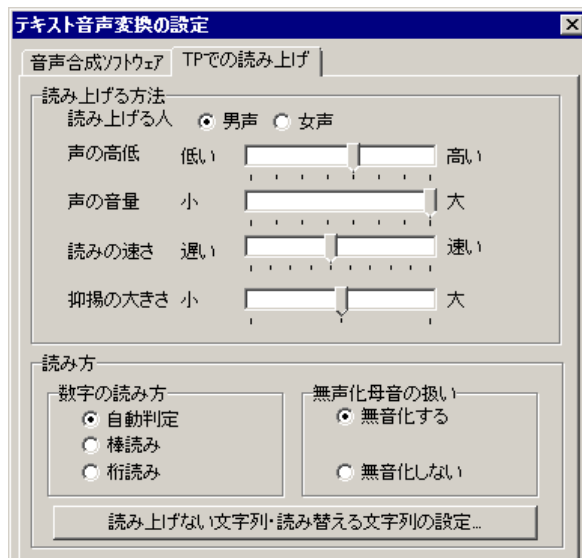 テキスト音声変換の設定
音声合成ソフトウェア TPでの読み上げ
読み上げる方法
読み上げる人 男声 女声
声の高低 低い 高い
声の音量 小 大
読みの速さ 遅い 速い
抑揚の大きさ 小 大
読み方
数字の読み方 無声化母音の扱い
自動判定 無音化する
棒読み
桁読み 無音化しない
読み上げない文字列・読み替える文字列の設定...